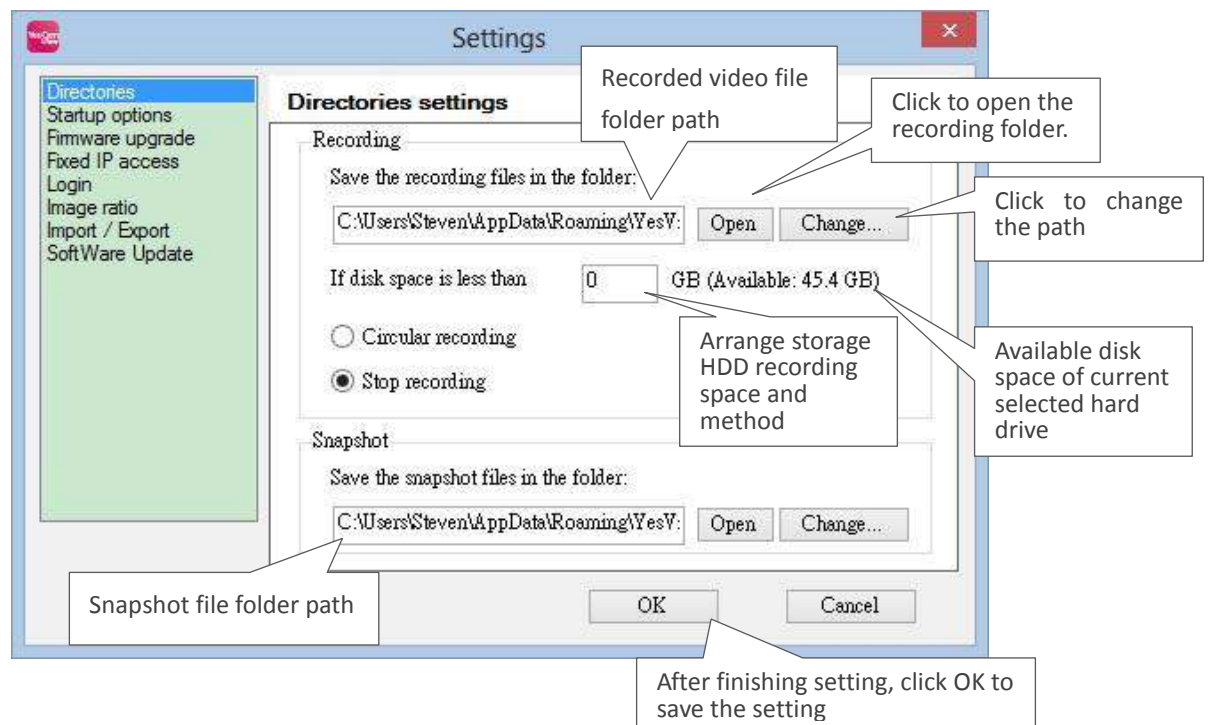 Settings
Directories
Startup options
Firmware upgrade
Fixed IP access
Login
Image ratio
Import / Export
SoftWare Update
Directories settings
Recorded video file
folder path
Click to open the
recording folder.
Recording
Save the recording files in the folder:
C:\Users\Steven\AppData\Roaming\YesV:
Open
Change...
Click to change
the path
If disk space is less than
0
GB (Available: 45.4 GB)
Circular recording
Stop recording
Arrange storage
HDD recording
space and
method
Available disk
space of current
selected hard
drive
Snapshot
Save the snapshot files in the folder:
C:\Users\Steven\AppData\Roaming\YesV:
Open
Change...
Snapshot file folder path
OK
Cancel
After finishing setting, click OK to
save the setting